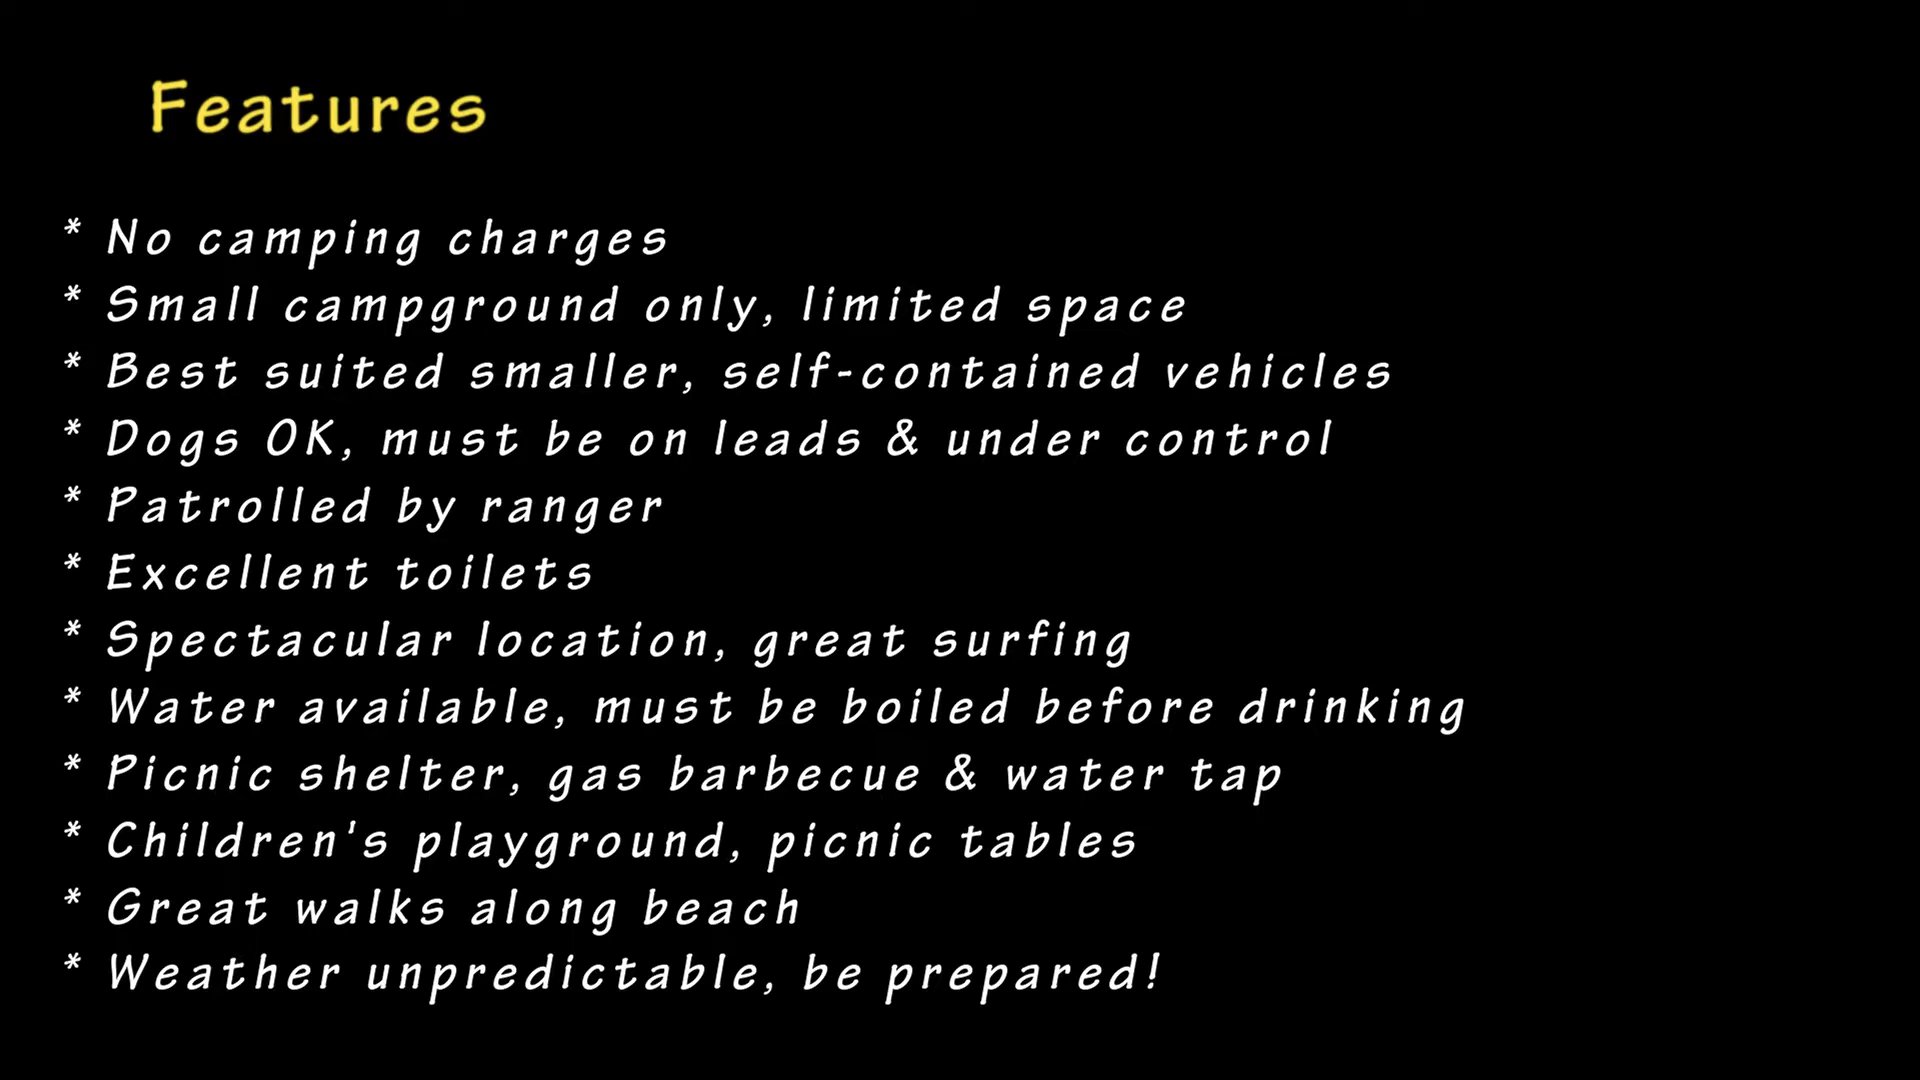 Features
* No camping charges
* Small campground only, limited space
* Best suited smaller, self-contained vehicles
* Dogs OK, must be on leads & under control
* Patrolled by ranger
* Excellent toilets
* Spectacular location, great surfing
* Water available, must be boiled before drinking
* Picnic shelter, gas barbecue & water tap
* Children's playground, picnic tables
* Great walks along beach
* Weather unpredictable, be prepared!